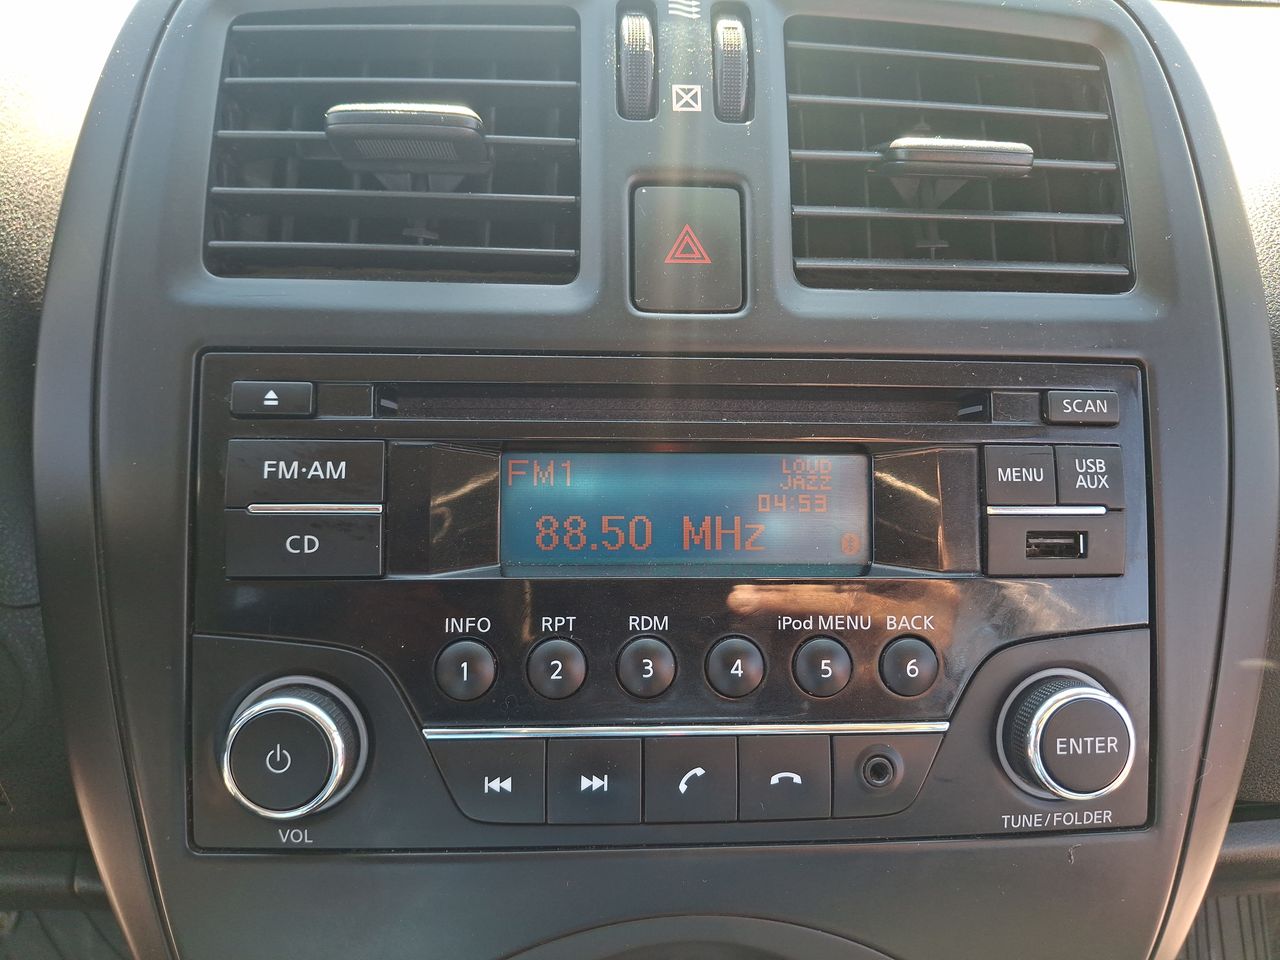 SCAN
FM·AM
CD
FM1
LOUD
JAZZ
04:53
88.50 MHz
MENU
USB
AUX
INFO RPT RDM iPod MENU BACK
1 2 3 4 5 6
VOL
ENTER
TUNE/FOLDER